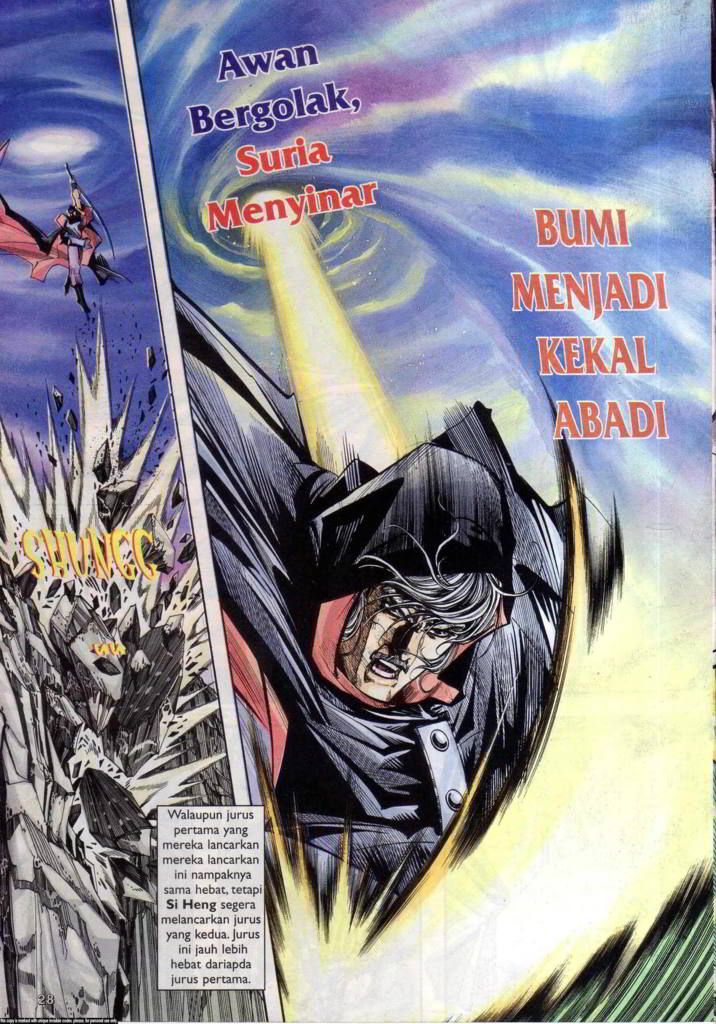 Awan
Bergolak,
Suria
Menyinar
BUMI
MENJADI
KEKAL
ABADI
SHUNGG
Walaupun jurus
pertama yang
mereka lancarkan
mereka lancarkan
ini nampaknya
sama hebat, tetapi
Si Heng segera
melancarkan jurus
yang kedua. Jurus
ini jauh lebih
hebat dariapda
jurus pertama.
28